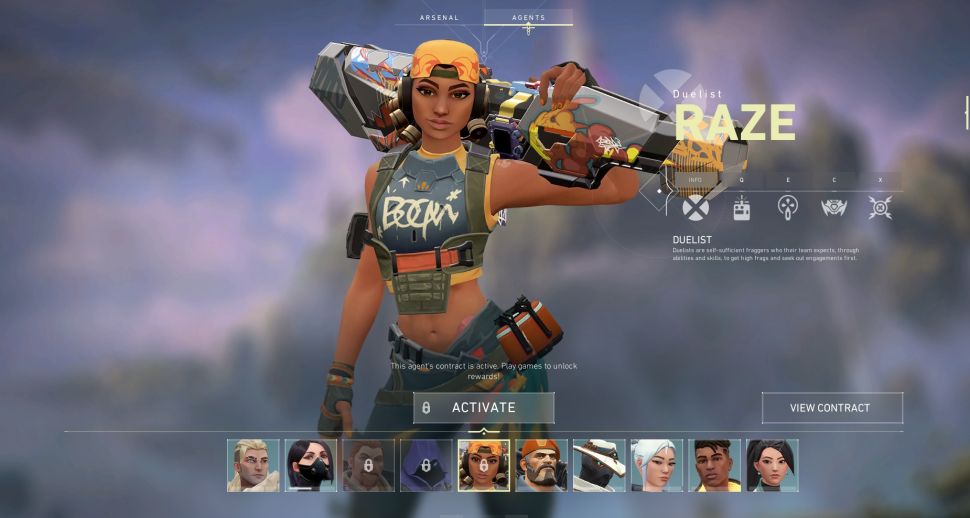 ARSENAL
AGENTS
Duelist
RAZE
INFO
Q
E
C
X
DUELIST
Duelists are self-sufficient fraggers who their team expects, through
abilities and skills, to get high frags and seek out engagements first.
BOOM
This agent's contract is active. Play games to unlock
rewards!
ACTIVATE
VIEW CONTRACT